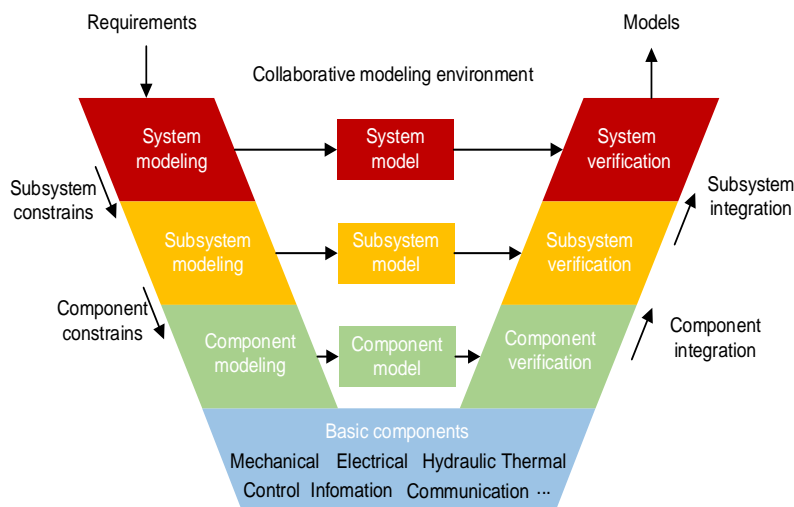 Requirements
Models
Collaborative modeling environment
System
modeling
System
model
System
verification
Subsystem
constrains
Subsystem
integration
Subsystem
modeling
Subsystem
model
Subsystem
verification
Component
constrains
Component
integration
Component
modeling
Component
model
Component
verification
Basic components
Mechanical Electrical Hydraulic Thermal
Control Infomation Communication ...